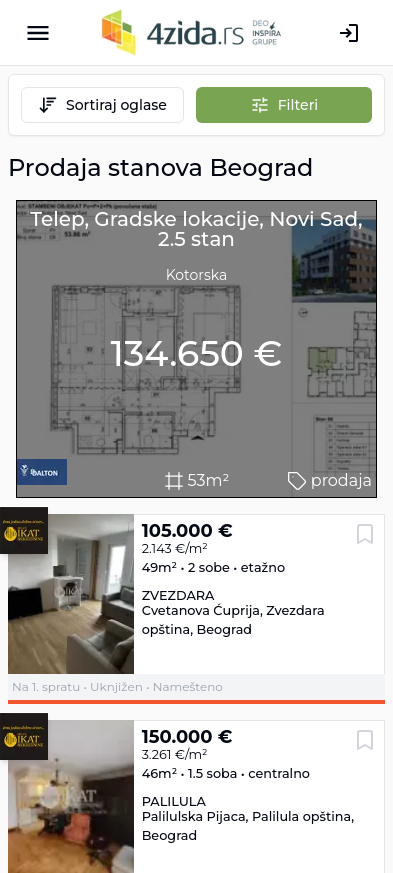 4zida.rs
DEO
INSPIRA
GRUPE
Sortiraj oglase
Filteri
Prodaja stanova Beograd
Telep, Gradske lokacije, Novi Sad,
2.5 stan
Kotorska
134.650 €
DALTON
53m²
prodaja
105.000 €
2.143 €/m²
49m² • 2 sobe • etažno
ZVEZDARA
Cvetanova Ćuprija, Zvezdara
opština, Beograd
Na 1. spratu • Uknjižen • Namešteno
150.000 €
3.261 €/m²
46m² • 1.5 soba • centralno
PALILULA
Palilulska Pijaca, Palilula opština,
Beograd